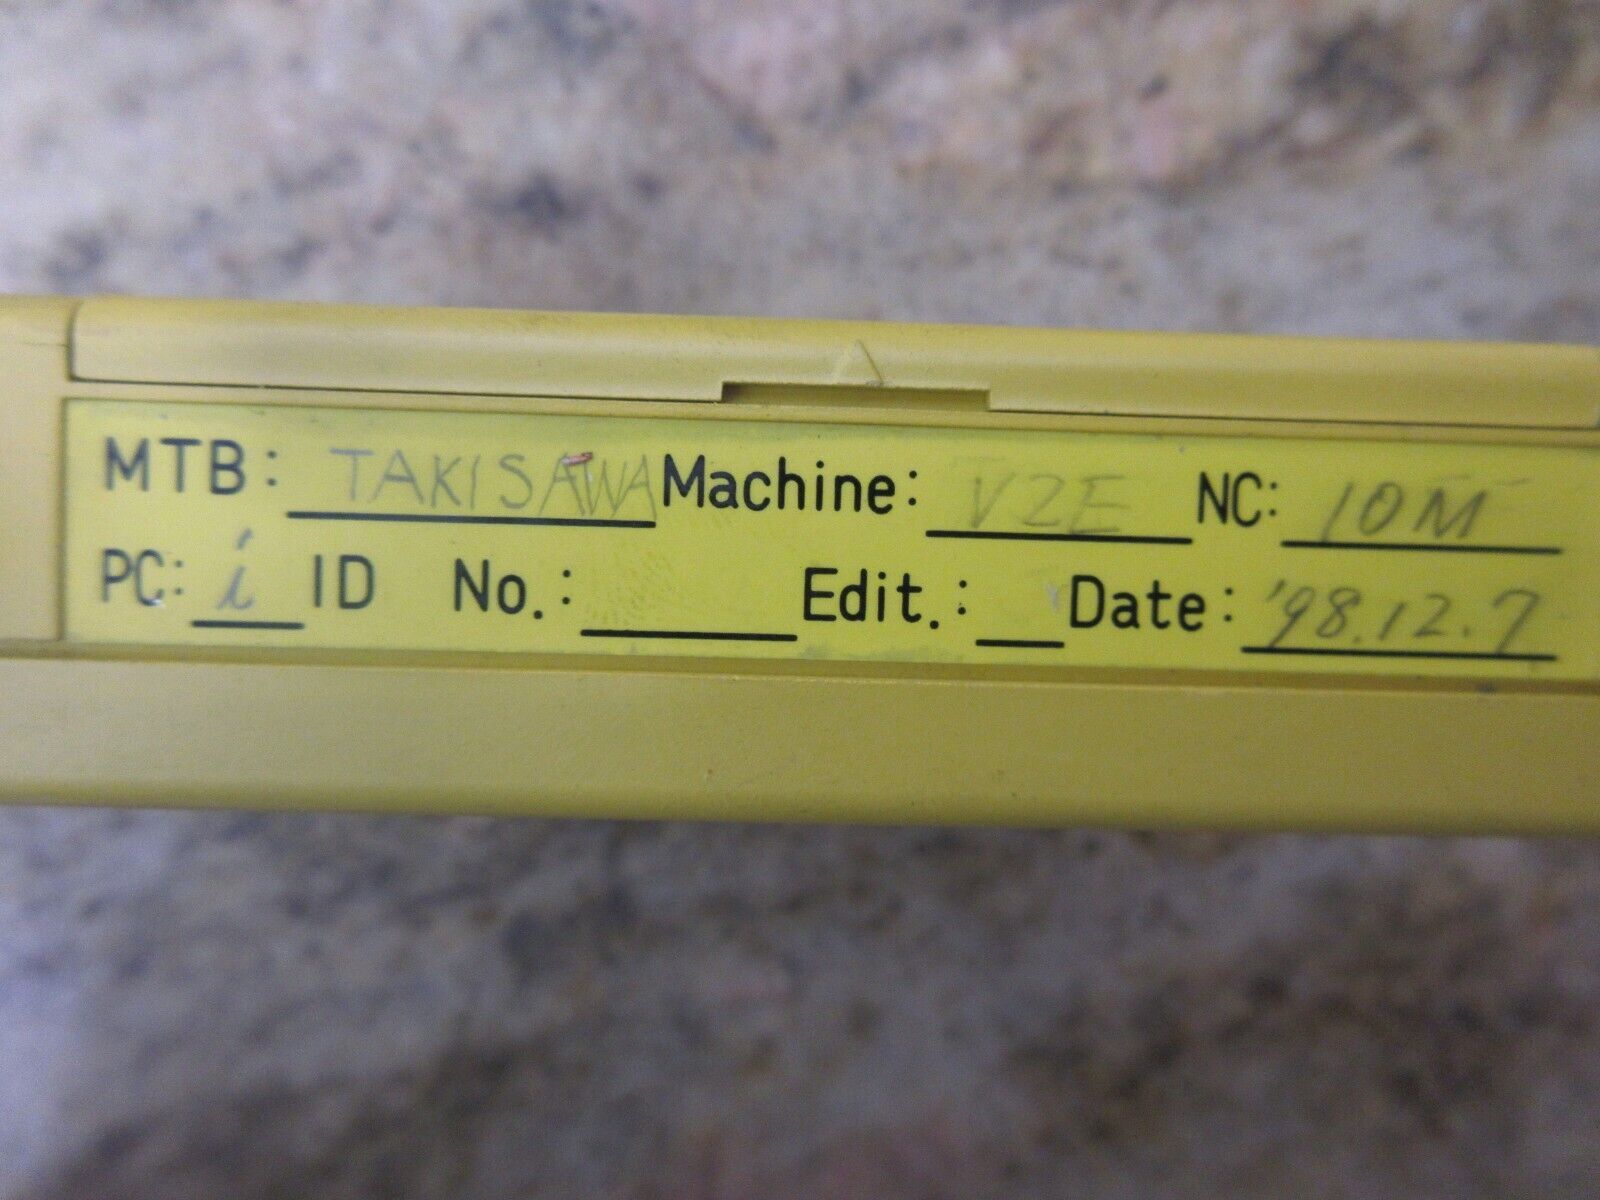 MTB: TAKISAWA Machine: V2E NC: 10M
PC: i ID No.: Edit.: Date: '98.12.7